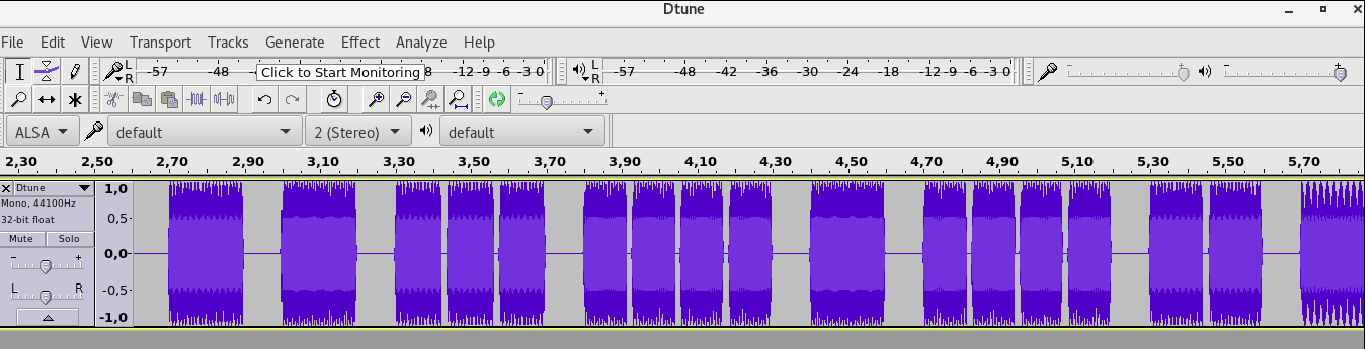 Dtune
File Edit View Transport Tracks Generate Effect Analyze Help
L R -57 -48 Click to Start Monitoring 8 -12 -9 -6 -3 0 L R -57 -48 -42 -36 -30 -24 -18 -12 -9 -6 -3 0
- + - +
- +
ALSA default 2 (Stereo) default
2,30 2,50 2,70 2,90 3,10 3,30 3,50 3,70 3,90 4,10 4,30 4,50 4,70 4,90 5,10 5,30 5,50 5,70
Dtune 1,0
Mono, 44100Hz
32-bit float 0,5
Mute Solo
- + 0,0
L R -0,5
-1,0